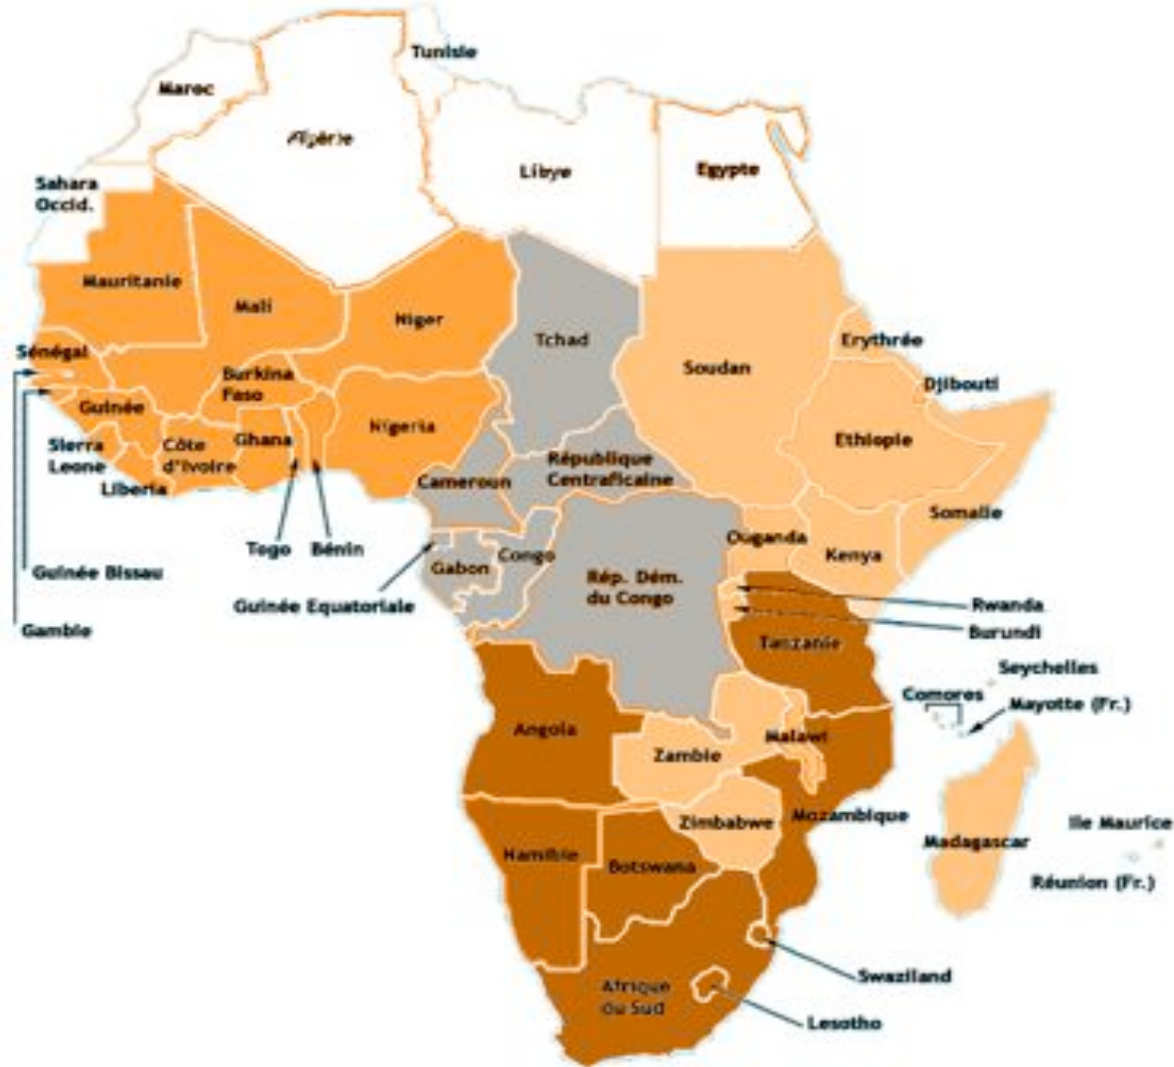 Tunisie
Maroc
Algérie
Libye
Egypte
Sahara
Occid.
Mauritanie
Mali
Niger
Tchad
Soudan
Erythrée
Sénégal
Burkina
Faso
Djibouti
Guinée
Nigeria
Ghana
Ethiopie
Sierra
Leone
Côte
d'Ivoire
Liberia
Cameroun
République
Centraficaine
Somalie
Togo
Bénin
Ouganda
Kenya
Gabon
Congo
Guinée Bissau
Rép. Dém.
du Congo
Guinée Equatoriale
Rwanda
Gambie
Burundi
Tanzanie
Seychelles
Comores
Mayotte (Fr.)
Angola
Malawi
Zambie
Mozambique
Zimbabwe
Ile Maurice
Madagascar
Namibie
Botswana
Réunion (Fr.)
Swaziland
Afrique
du Sud
Lesotho